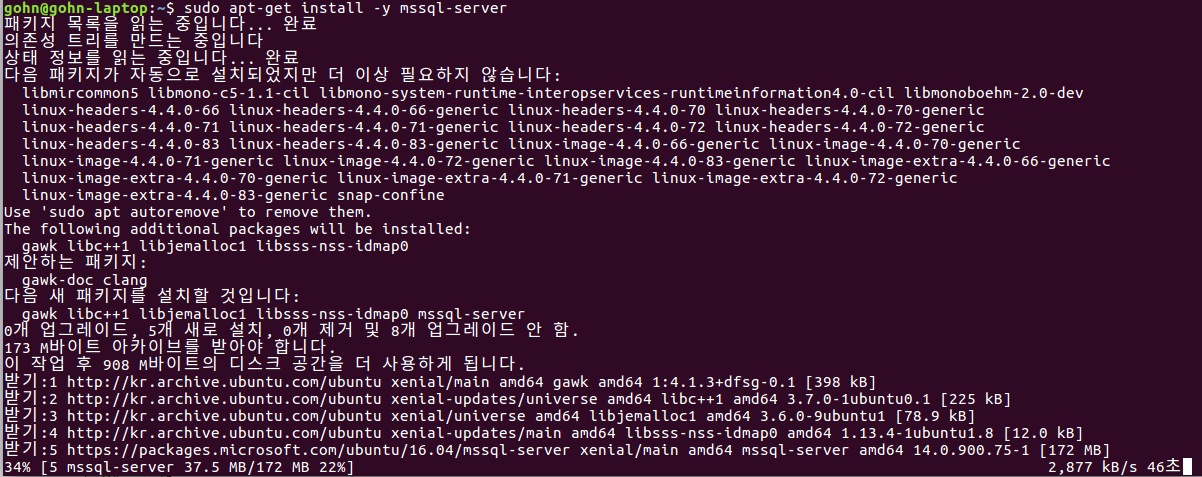 gohn@gohn-laptop:~$ sudo apt-get install -y mssql-server
패키지 목록을 읽는 중입니다... 완료
의존성 트리를 만드는 중입니다
상태 정보를 읽는 중입니다... 완료
다음 패키지가 자동으로 설치되었지만 더 이상 필요하지 않습니다:
  libmircommon5 libmono-c5-1.1-cil libmono-system-runtime-interopservices-runtimeinformation4.0-cil libmonoboehm-2.0-dev
  linux-headers-4.4.0-66 linux-headers-4.4.0-66-generic linux-headers-4.4.0-70 linux-headers-4.4.0-70-generic
  linux-headers-4.4.0-71 linux-headers-4.4.0-71-generic linux-headers-4.4.0-72 linux-headers-4.4.0-72-generic
  linux-headers-4.4.0-83 linux-headers-4.4.0-83-generic linux-image-4.4.0-66-generic linux-image-4.4.0-70-generic
  linux-image-4.4.0-71-generic linux-image-4.4.0-72-generic linux-image-4.4.0-83-generic linux-image-extra-4.4.0-66-generic
  linux-image-extra-4.4.0-70-generic linux-image-extra-4.4.0-71-generic linux-image-extra-4.4.0-72-generic
  linux-image-extra-4.4.0-83-generic snap-confine
Use 'sudo apt autoremove' to remove them.
The following additional packages will be installed:
  gawk libc++1 libjemalloc1 libsss-nss-idmap0
제안하는 패키지:
  gawk-doc clang
다음 새 패키지를 설치할 것입니다:
  gawk libc++1 libjemalloc1 libsss-nss-idmap0 mssql-server
0개 업그레이드, 5개 새로 설치, 0개 제거 및 8개 업그레이드 안 함.
173 M바이트 아카이브를 받아야 합니다.
이 작업 후 908 M바이트의 디스크 공간을 더 사용하게 됩니다.
받기:1 http://kr.archive.ubuntu.com/ubuntu xenial/main amd64 gawk amd64 1:4.1.3+dfsg-0.1 [398 kB]
받기:2 http://kr.archive.ubuntu.com/ubuntu xenial-updates/universe amd64 libc++1 amd64 3.7.0-1ubuntu0.1 [225 kB]
받기:3 http://kr.archive.ubuntu.com/ubuntu xenial/universe amd64 libjemalloc1 amd64 3.6.0-9ubuntu1 [78.9 kB]
받기:4 http://kr.archive.ubuntu.com/ubuntu xenial-updates/main amd64 libsss-nss-idmap0 amd64 1.13.4-1ubuntu1.8 [12.0 kB]
받기:5 https://packages.microsoft.com/ubuntu/16.04/mssql-server xenial/main amd64 mssql-server amd64 14.0.900.75-1 [172 MB]
34% [5 mssql-server 37.5 MB/172 MB 22%] 2,877 kB/s 46초